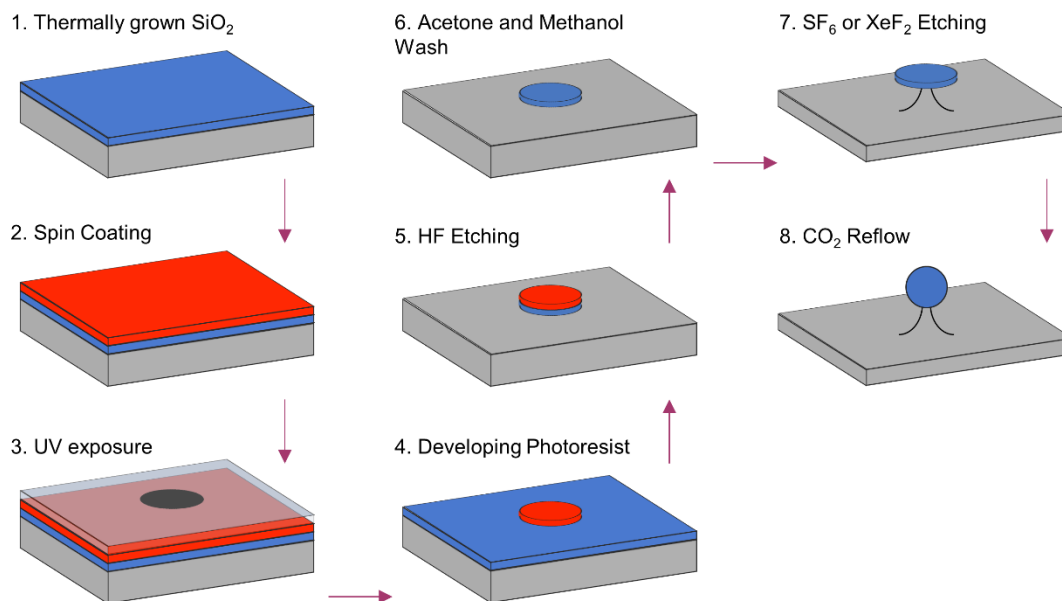 1. Thermally grown SiO₂
2. Spin Coating
3. UV exposure
4. Developing Photoresist
5. HF Etching
6. Acetone and Methanol
Wash
7. SF₆ or XeF₂ Etching
8. CO₂ Reflow